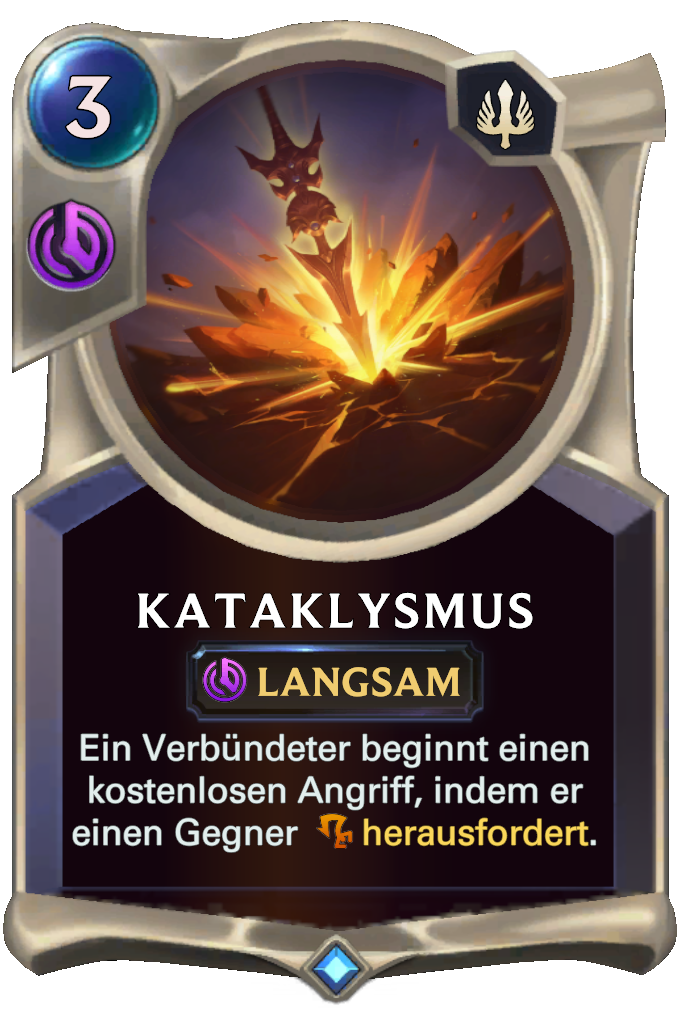 3
KATAKLYSMUS
LANGSAM
Ein Verbündeter beginnt einen
kostenlosen Angriff, indem er
einen Gegner herausfordert.